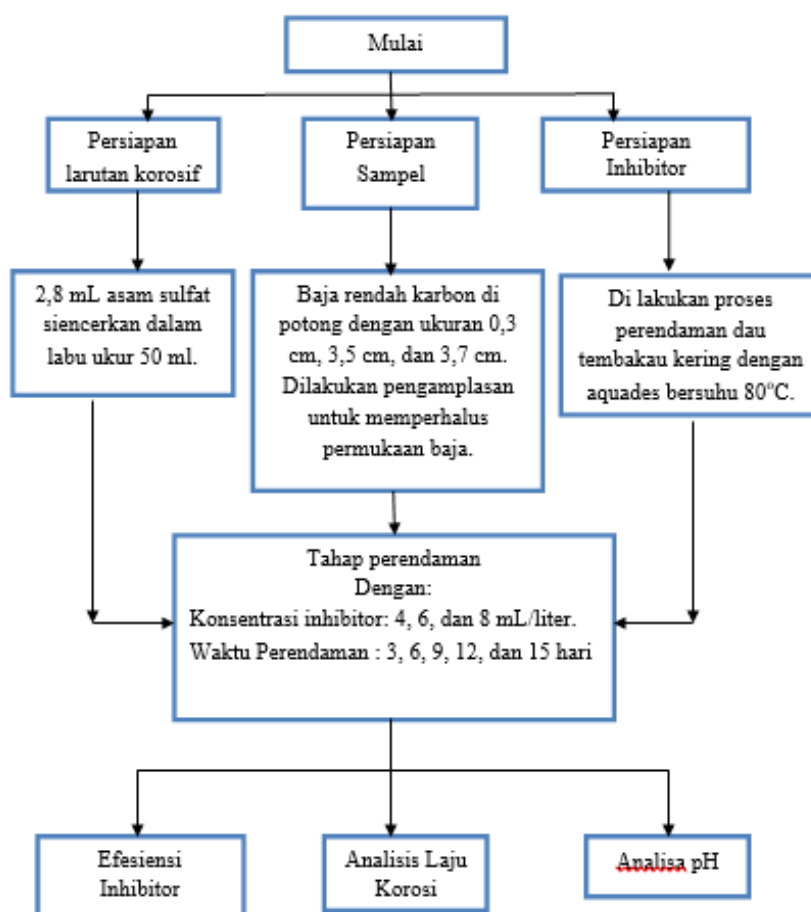 Mulai
Persiapan
larutan korosif
Persiapan
Sampel
Persiapan
Inhibitor
2,8 mL asam sulfat
siencerkan dalam
labu ukur 50 ml.
Baja rendah karbon di
potong dengan ukuran 0,3
cm, 3,5 cm, dan 3,7 cm.
Dilakukan pengamplasan
untuk memperhalus
permukaan baja.
Di lakukan proses
perendaman dau
tembakau kering dengan
aquades bersuhu 80°C.
Tahap perendaman
Dengan:
Konsentrasi inhibitor: 4, 6, dan 8 mL/liter.
Waktu Perendaman : 3, 6, 9, 12, dan 15 hari
Efesiensi
Inhibitor
Analisis Laju
Korosi
Analisa pH